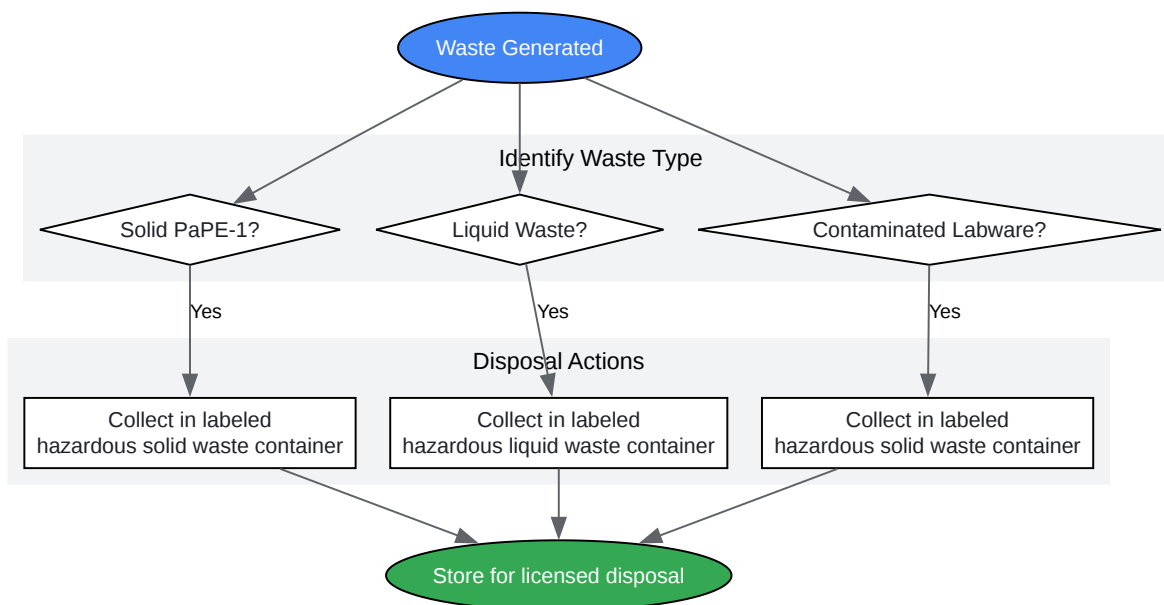 Waste Generated
Identify Waste Type
Solid PaPE-1?
Liquid Waste?
Contaminated Labware?
Yes
Yes
Yes
Disposal Actions
Collect in labeled
hazardous solid waste container
Collect in labeled
hazardous liquid waste container
Collect in labeled
hazardous solid waste container
Store for licensed disposal